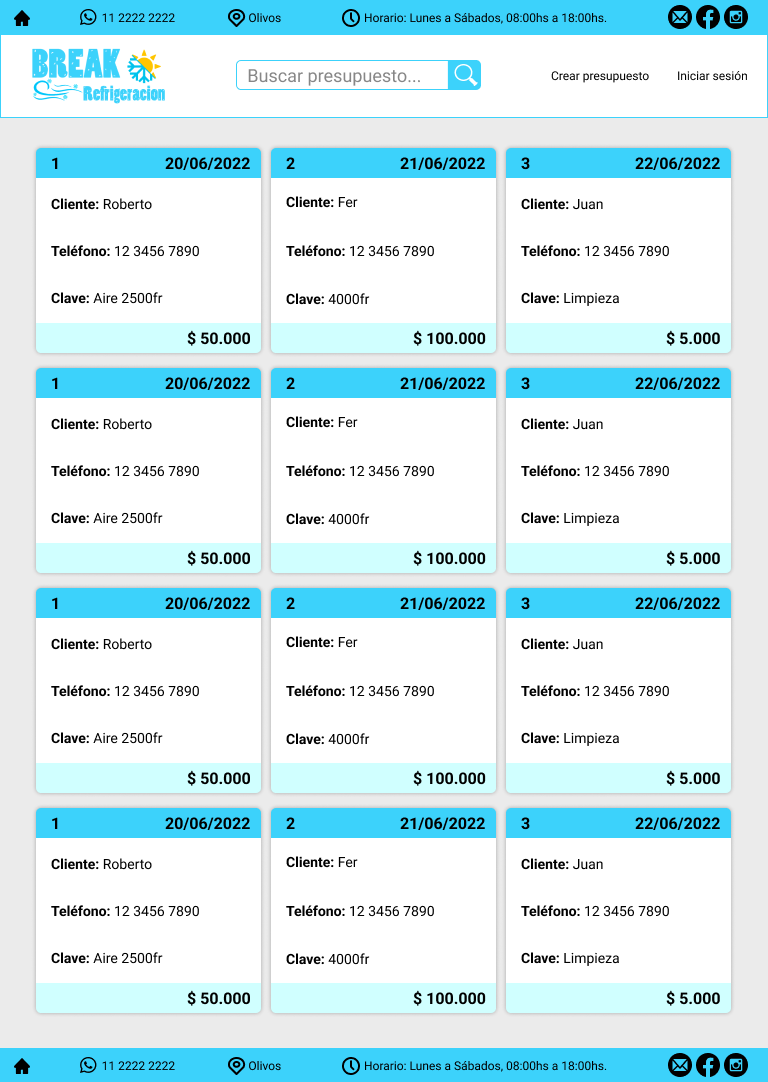 11 2222 2222 Olivos Horario: Lunes a Sábados, 08:00hs a 18:00hs.
BREAK
Refrigeracion
Buscar presupuesto... Crear presupuesto Iniciar sesión
1 20/06/2022 2 21/06/2022 3 22/06/2022
Cliente: Roberto Cliente: Fer Cliente: Juan
Teléfono: 12 3456 7890 Teléfono: 12 3456 7890 Teléfono: 12 3456 7890
Clave: Aire 2500fr Clave: 4000fr Clave: Limpieza
$ 50.000 $ 100.000 $ 5.000
1 20/06/2022 2 21/06/2022 3 22/06/2022
Cliente: Roberto Cliente: Fer Cliente: Juan
Teléfono: 12 3456 7890 Teléfono: 12 3456 7890 Teléfono: 12 3456 7890
Clave: Aire 2500fr Clave: 4000fr Clave: Limpieza
$ 50.000 $ 100.000 $ 5.000
1 20/06/2022 2 21/06/2022 3 22/06/2022
Cliente: Roberto Cliente: Fer Cliente: Juan
Teléfono: 12 3456 7890 Teléfono: 12 3456 7890 Teléfono: 12 3456 7890
Clave: Aire 2500fr Clave: 4000fr Clave: Limpieza
$ 50.000 $ 100.000 $ 5.000
1 20/06/2022 2 21/06/2022 3 22/06/2022
Cliente: Roberto Cliente: Fer Cliente: Juan
Teléfono: 12 3456 7890 Teléfono: 12 3456 7890 Teléfono: 12 3456 7890
Clave: Aire 2500fr Clave: 4000fr Clave: Limpieza
$ 50.000 $ 100.000 $ 5.000
11 2222 2222 Olivos Horario: Lunes a Sábados, 08:00hs a 18:00hs.